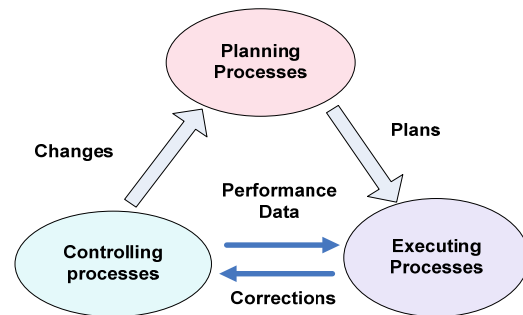 Planning
Processes
Changes
Plans
Performance
Data
Controlling
processes
Executing
Processes
Corrections